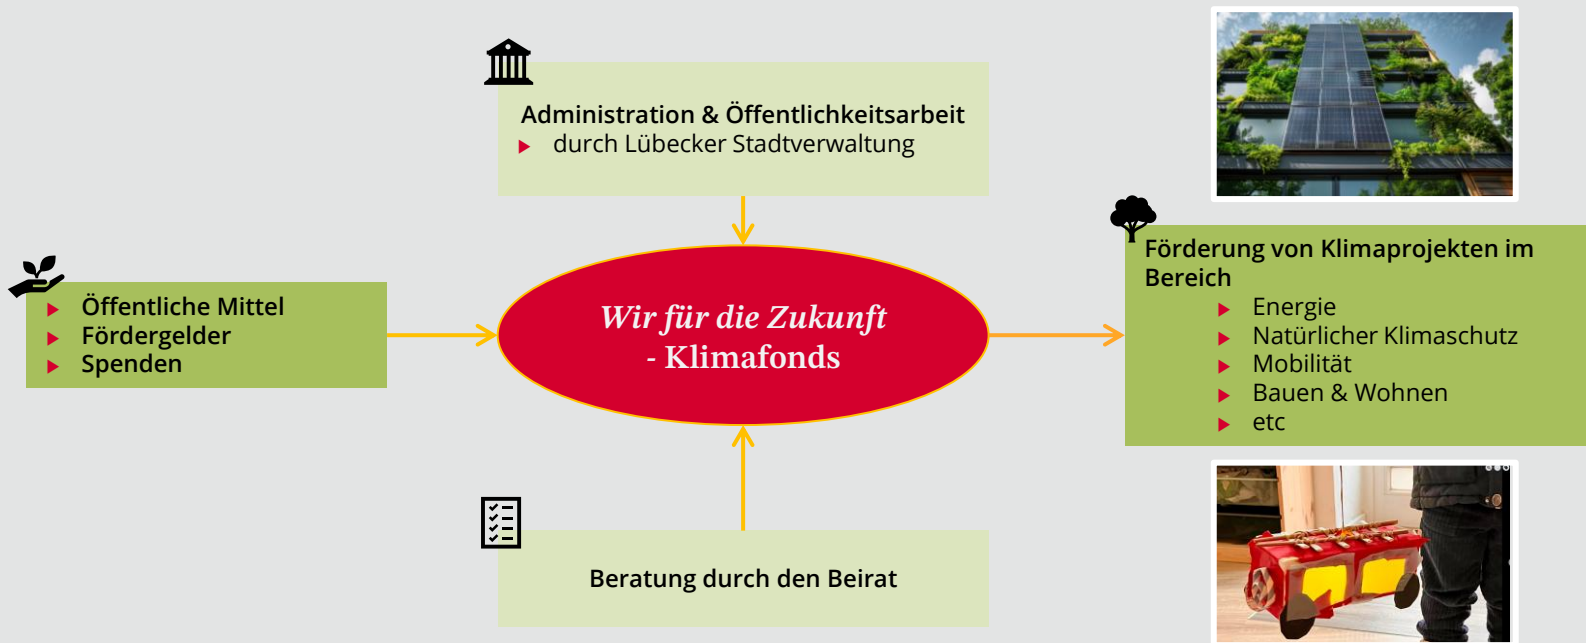 Administration & Öffentlichkeitsarbeit
durch Lübecker Stadtverwaltung
Öffentliche Mittel
Fördergelder
Spenden
Wir für die Zukunft
- Klimafonds
Förderung von Klimaprojekten im
Bereich
Energie
Natürlicher Klimaschutz
Mobilität
Bauen & Wohnen
etc
Beratung durch den Beirat